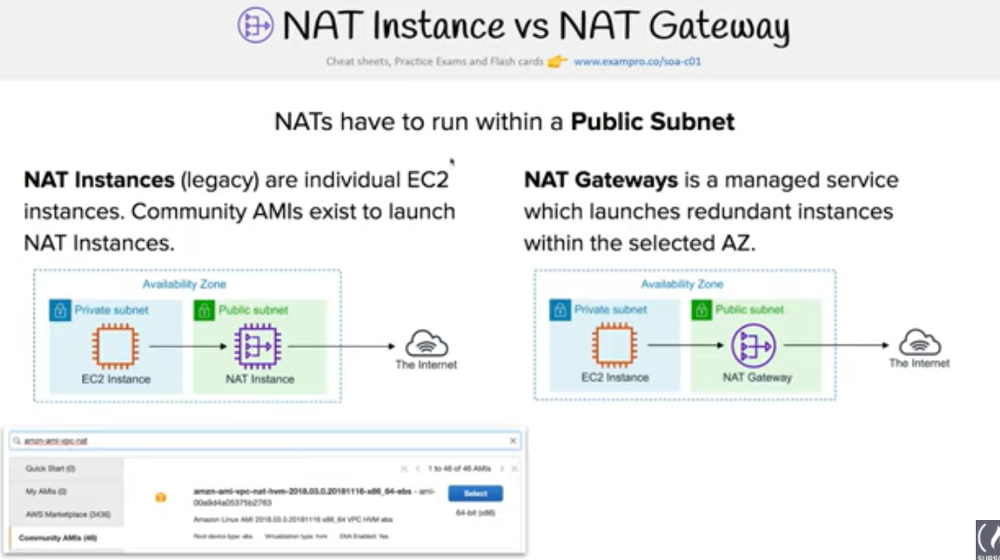 NAT Instance vs NAT Gateway
Cheat sheets, Practice Exams and Flash cards 👉 www.exampro.co/soa-c01
NATs have to run within a Public Subnet
NAT Instances (legacy) are individual EC2
instances. Community AMIs exist to launch
NAT Instances.
Availability Zone
Private subnet
Public subnet
EC2 Instance
NAT Instance
The Internet
NAT Gateways is a managed service
which launches redundant instances
within the selected AZ.
Availability Zone
Private subnet
Public subnet
EC2 Instance
NAT Gateway
The Internet
amzn-ami-vpc-nat
Quick Start (0)
My AMIs (0)
AWS Marketplace (3436)
Community AMIs (46)
1 to 46 of 46 AMIs
amzn-ami-vpc-nat-hvm-2018.03.0.20181116-x86_64-ebs - ami-
00a9d4a05375b2763
Amazon Linux AMI 2018.03.0.20181116 x86_64 VPC HVM ebs
Root device type: ebs Virtualization type: hvm ENA Enabled: Yes
Select
64-bit (x86)